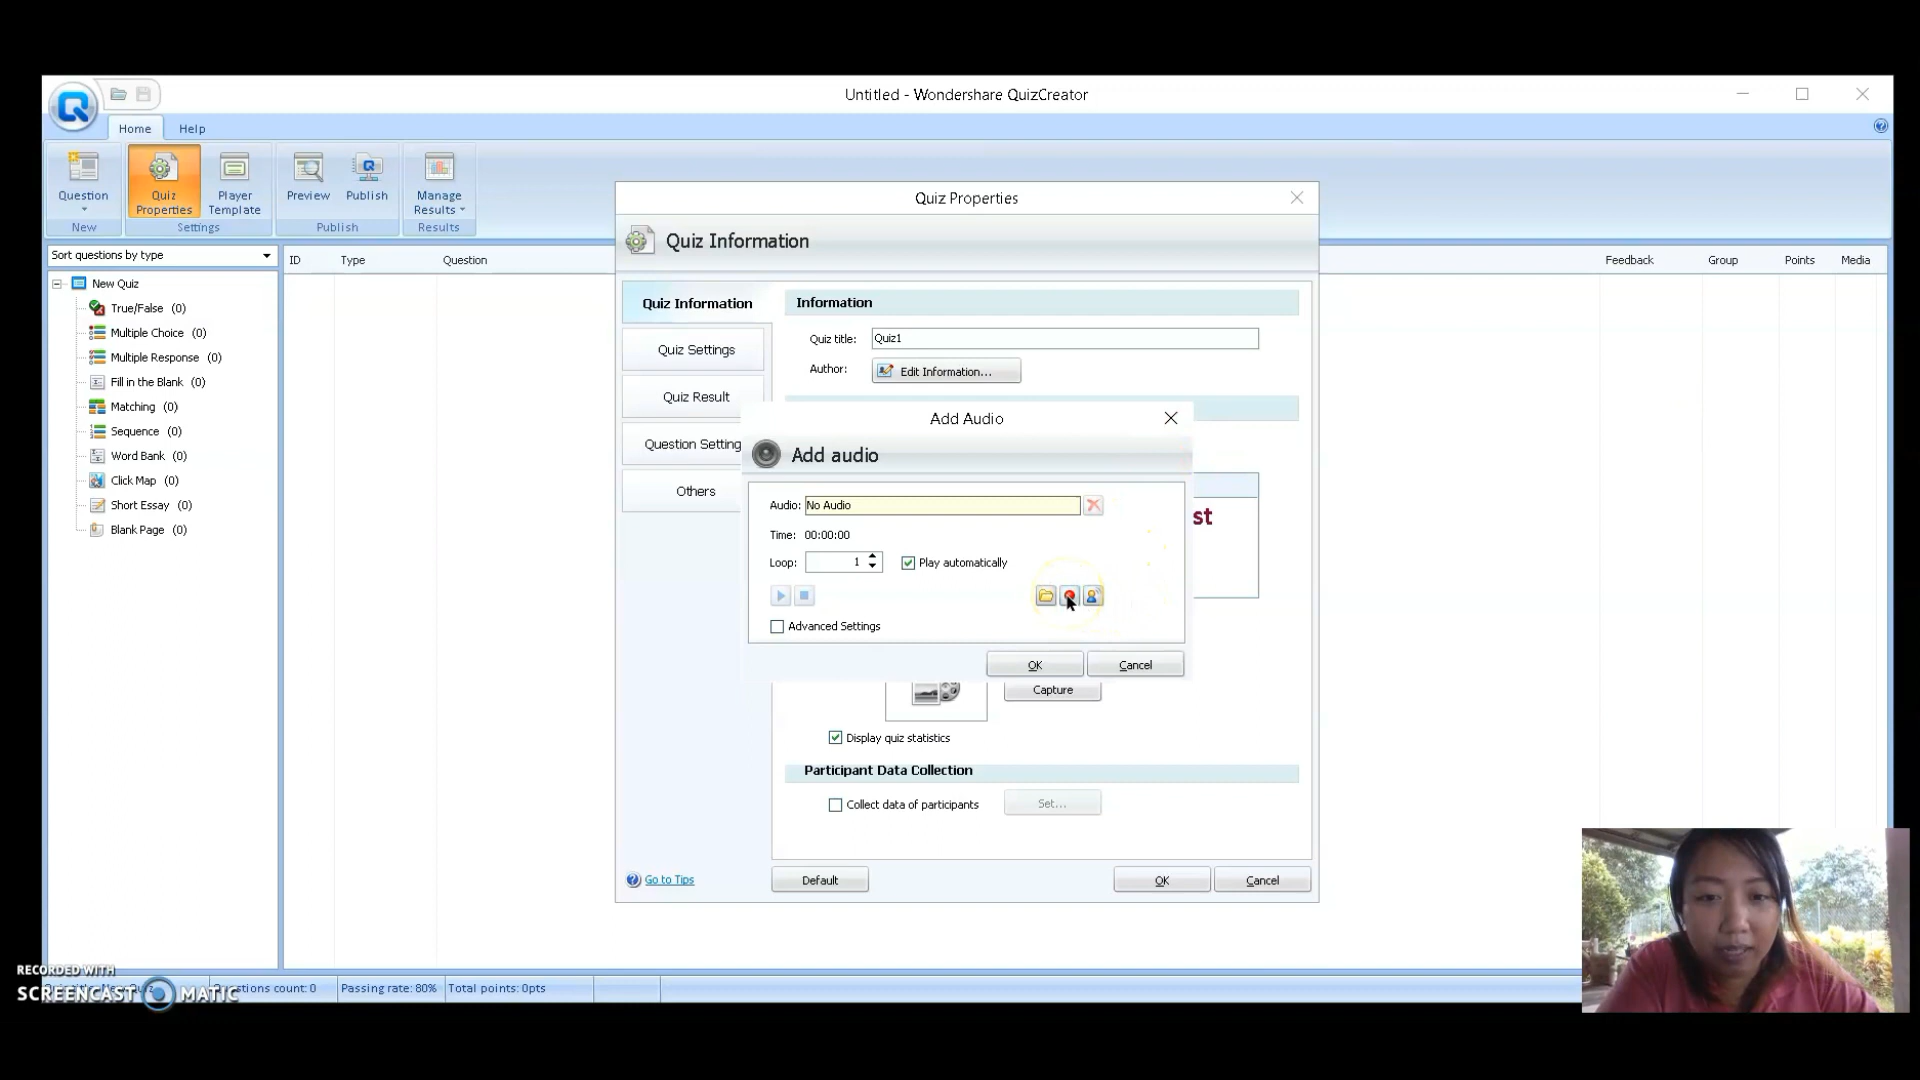 Untitled - Wondershare QuizCreator
Home Help
Question
Quiz Properties
Player Template
Preview
Publish
Manage Results
New
Settings
Publish
Results
Sort questions by type
ID Type Question Feedback Group Points Media
New Quiz
True/False (0)
Multiple Choice (0)
Multiple Response (0)
Fill in the Blank (0)
Matching (0)
Sequence (0)
Word Bank (0)
Click Map (0)
Short Essay (0)
Blank Page (0)
Quiz Properties
Quiz Information
Quiz Information
Quiz Settings
Quiz Result
Question Setting
Others
Information
Quiz title: Quiz1
Author: Edit Information...
Add Audio
Add audio
Audio: No Audio
Time: 00:00:00
Loop: 1 Play automatically
Advanced Settings
OK Cancel
st
Capture
Display quiz statistics
Participant Data Collection
Collect data of participants Set...
Go to Tips
Default OK Cancel
RECORDED WITH
SCREENCAST MATIC
estions count: 0 Passing rate: 80% Total points: 0pts